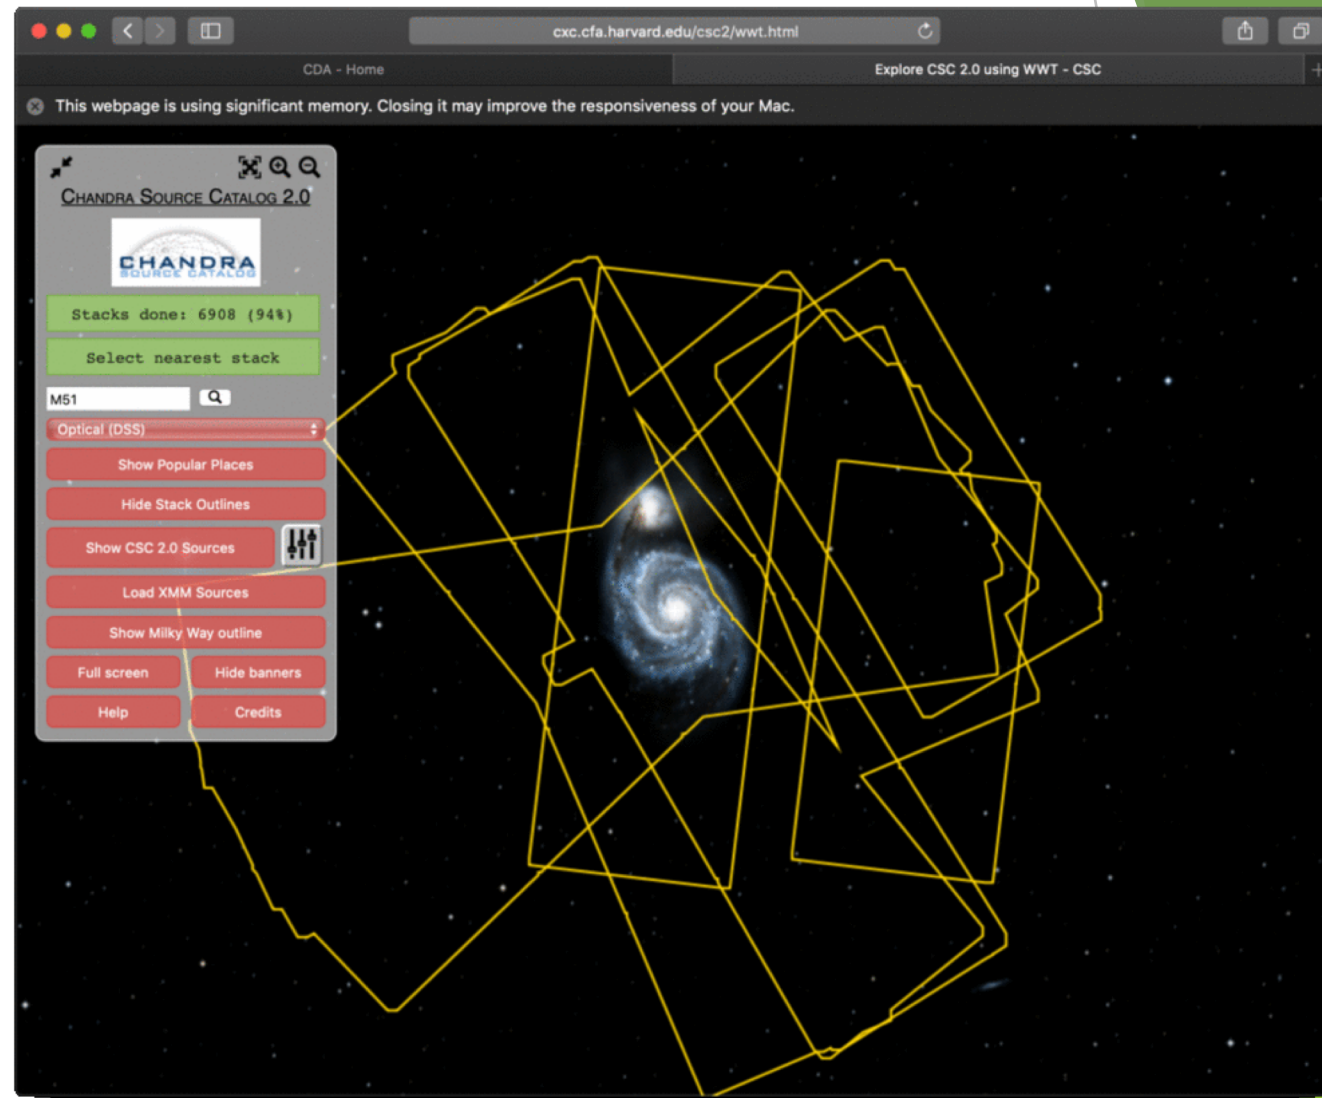 cxc.cfa.harvard.edu/csc2/wwt.html
CDA - Home
Explore CSC 2.0 using WWT - CSC
This webpage is using significant memory. Closing it may improve the responsiveness of your Mac.
CHANDRA SOURCE CATALOG 2.0
CHANDRA
SOURCE CATALOG
Stacks done: 6908 (94%)
Select nearest stack
M51
Optical (DSS)
Show Popular Places
Hide Stack Outlines
Show CSC 2.0 Sources
Load XMM Sources
Show Milky Way outline
Full screen
Hide banners
Help
Credits